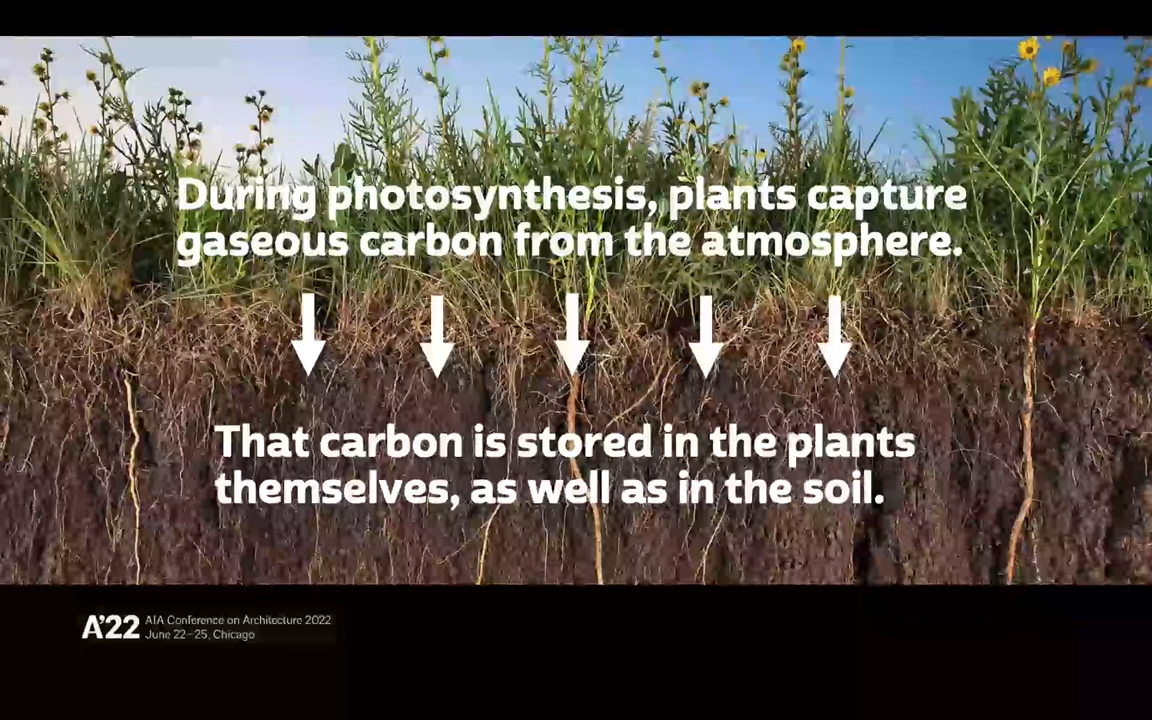 During photosynthesis, plants capture
gaseous carbon from the atmosphere.
That carbon is stored in the plants
themselves, as well as in the soil.
A'22 AIA Conference on Architecture 2022
June 22–25, Chicago